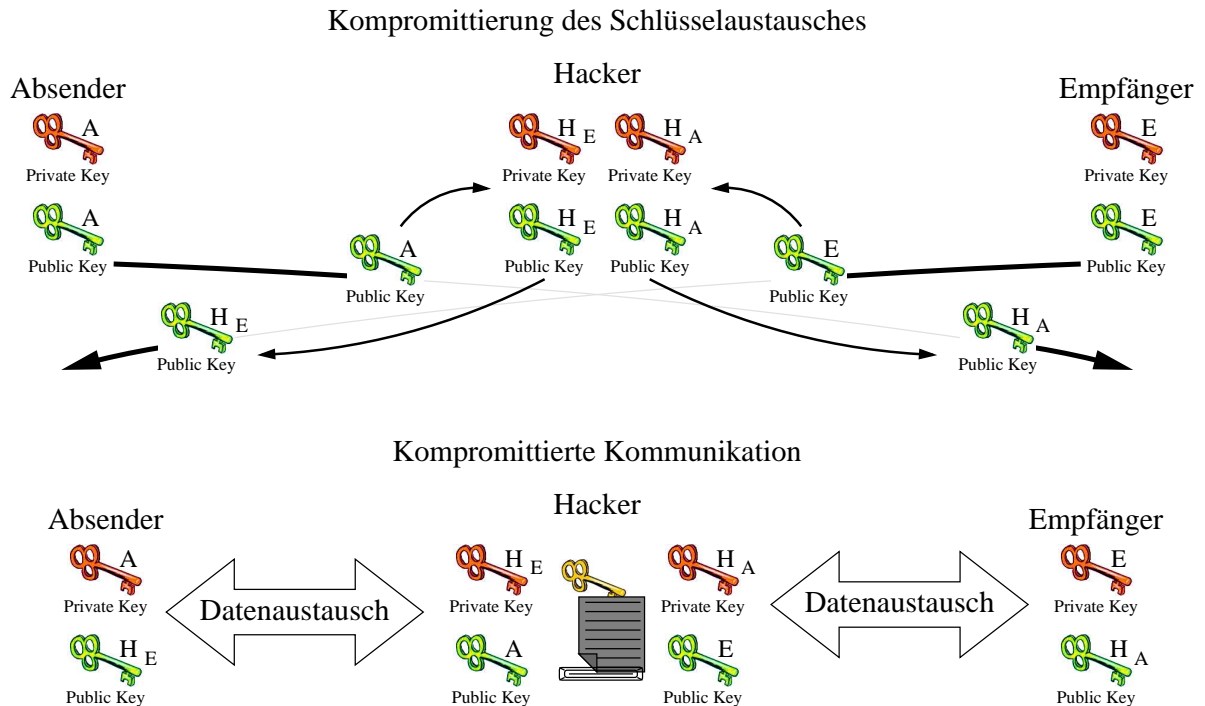 Kompromittierung des Schlüsselaustausches
Absender
Hacker
Empfänger
A
Private Key
H E
Private Key
H A
Private Key
E
Private Key
A
Public Key
A
Public Key
H E
Public Key
H A
Public Key
E
Public Key
E
Public Key
H E
Public Key
H A
Public Key
Kompromittierte Kommunikation
Absender
Hacker
Empfänger
A
Private Key
H E
Private Key
H A
Private Key
E
Private Key
Datenaustausch
Datenaustausch
H E
Public Key
A
Public Key
E
Public Key
H A
Public Key